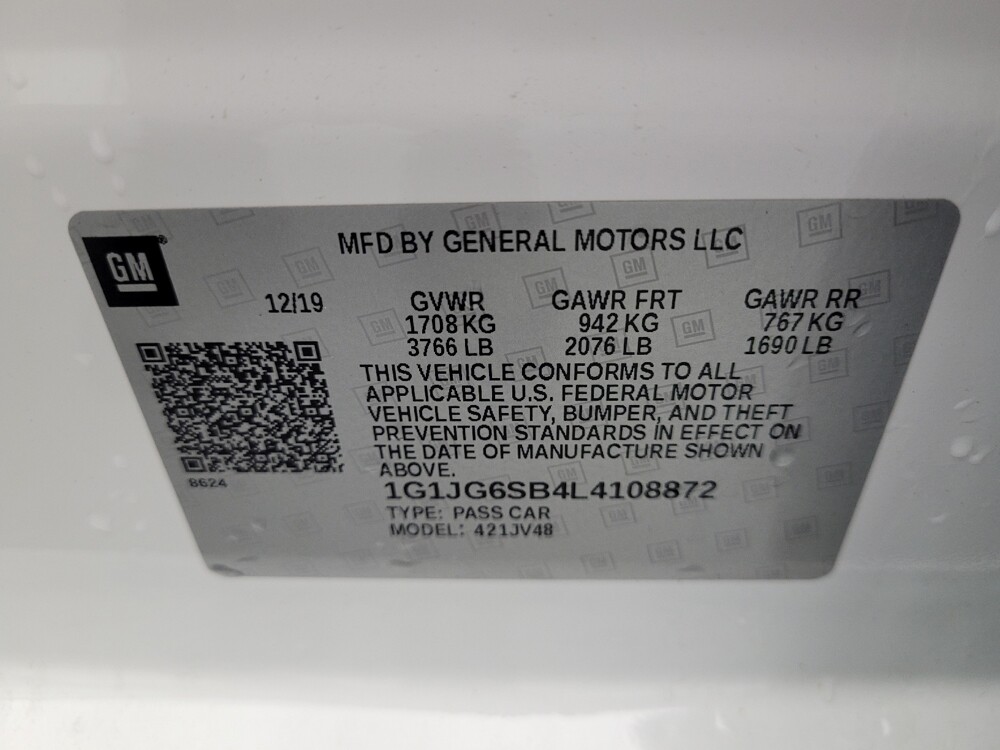 MFD BY GENERAL MOTORS LLC
GM®
12/19 GVWR GAWR FRT GAWR RR
1708 KG 942 KG 767 KG
3766 LB 2076 LB 1690 LB
THIS VEHICLE CONFORMS TO ALL
APPLICABLE U.S. FEDERAL MOTOR
VEHICLE SAFETY, BUMPER, AND THEFT
PREVENTION STANDARDS IN EFFECT ON
THE DATE OF MANUFACTURE SHOWN
ABOVE.
8624
1G1JG6SB4L4108872
TYPE: PASS CAR
MODEL: 421JV48